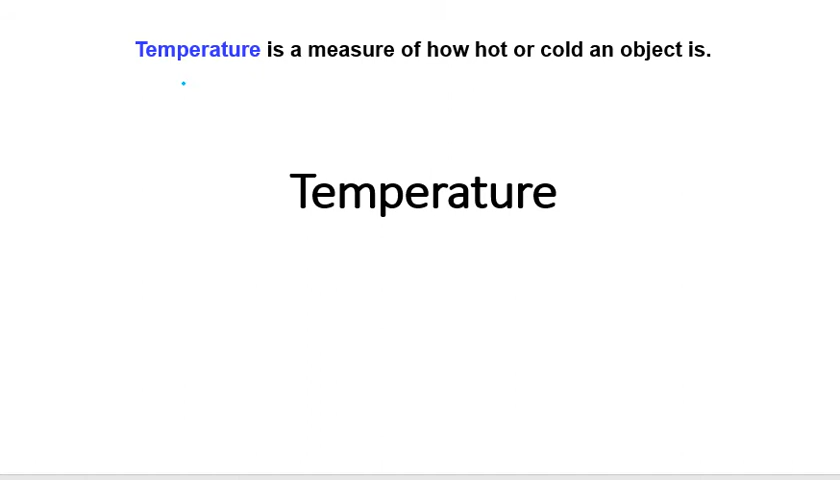 Temperature is a measure of how hot or cold an object is.
Temperature